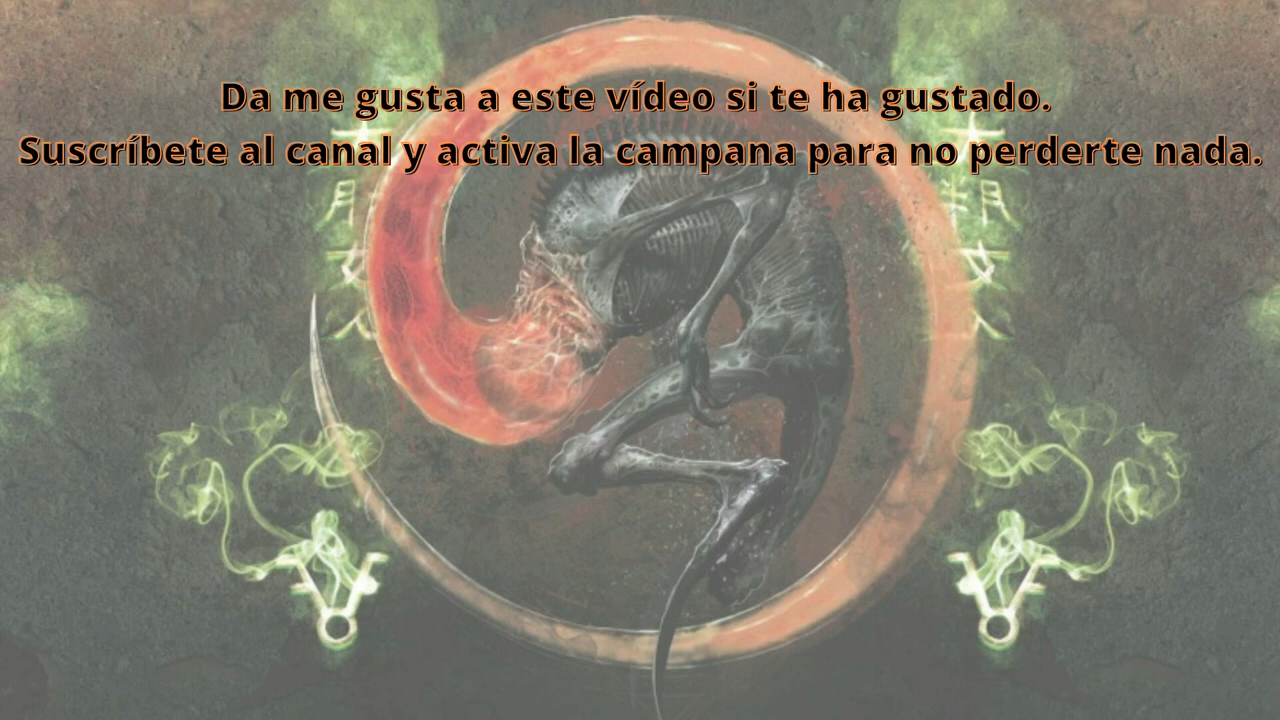 Da me gusta a este vídeo si te ha gustado.
Suscríbete al canal y activa la campana para no perderte nada.